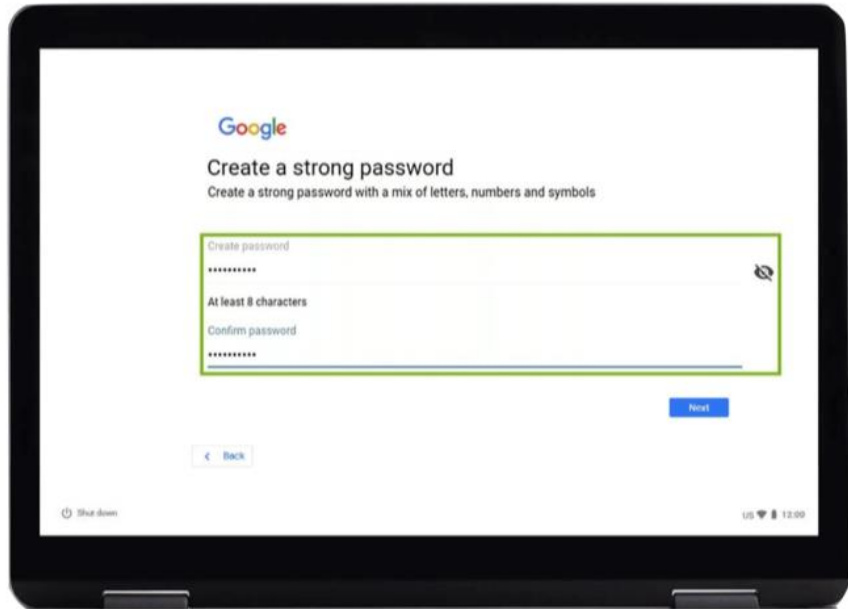 Google
Create a strong password
Create a strong password with a mix of letters, numbers and symbols
Create password
••••••••••
At least 8 characters
Confirm password
••••••••••
Next
< Back
Shut down
US 12:00